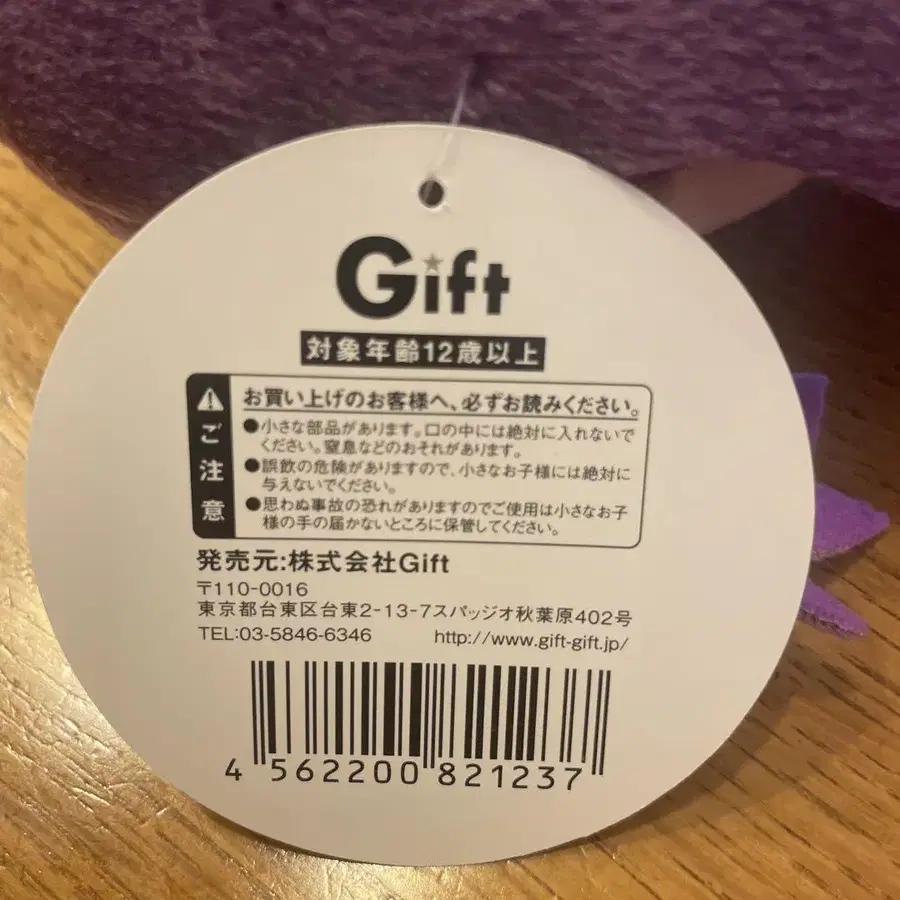 Gift
対象年齢12歳以上
ご注意
お買い上げのお客様へ、必ずお読みください。
●小さな部品があります。口の中には絶対に入れないで
ください。窒息などのおそれがあります。
●誤飲の危険がありますので、小さなお子様には絶対に
与えないでください。
●思わぬ事故の恐れがありますのでご使用は小さなお子
様の手の届かないところに保管してください。
発売元:株式会社Gift
〒110-0016
東京都台東区台東2-13-7スパッジオ秋葉原402号
TEL:03-5846-6346 http://www.gift-gift.jp/
4 562200 821237